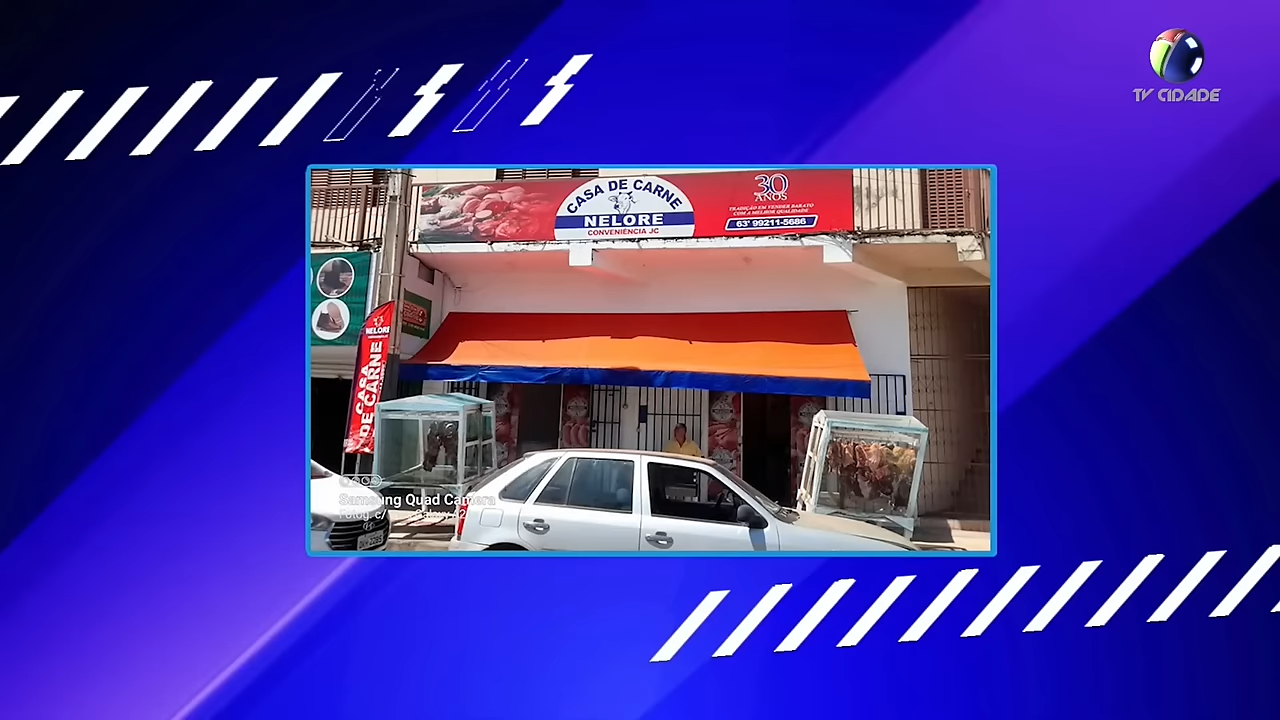 TV CIDADE
CASA DE CARNE
NELORE
CONVENIÊNCIA JC
30
ANOS
TRADIÇÃO EM VENDER BARATO
COM A MELHOR QUALIDADE
63' 99211-5686
NELORE
CASA
DE CARNE
Samsung Quad Camera